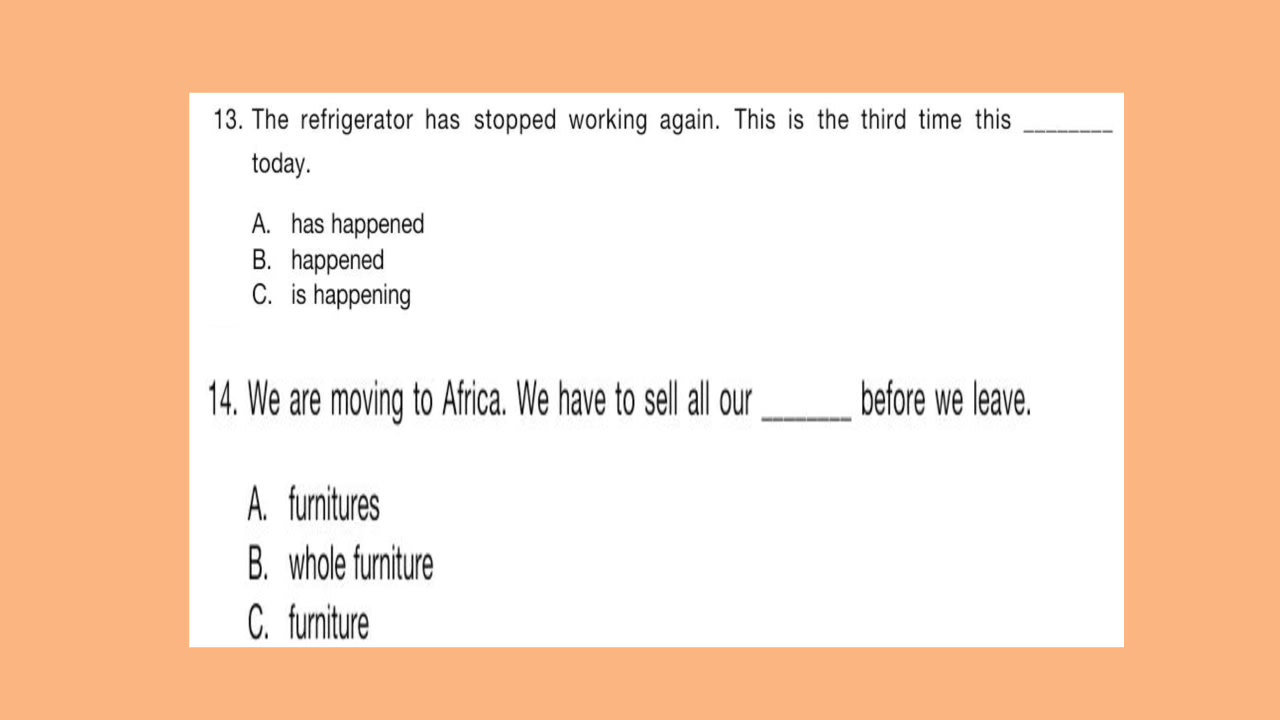 13. The refrigerator has stopped working again. This is the third time this ________
today.
A. has happened
B. happened
C. is happening
14. We are moving to Africa. We have to sell all our ________ before we leave.
A. furnitures
B. whole furniture
C. furniture